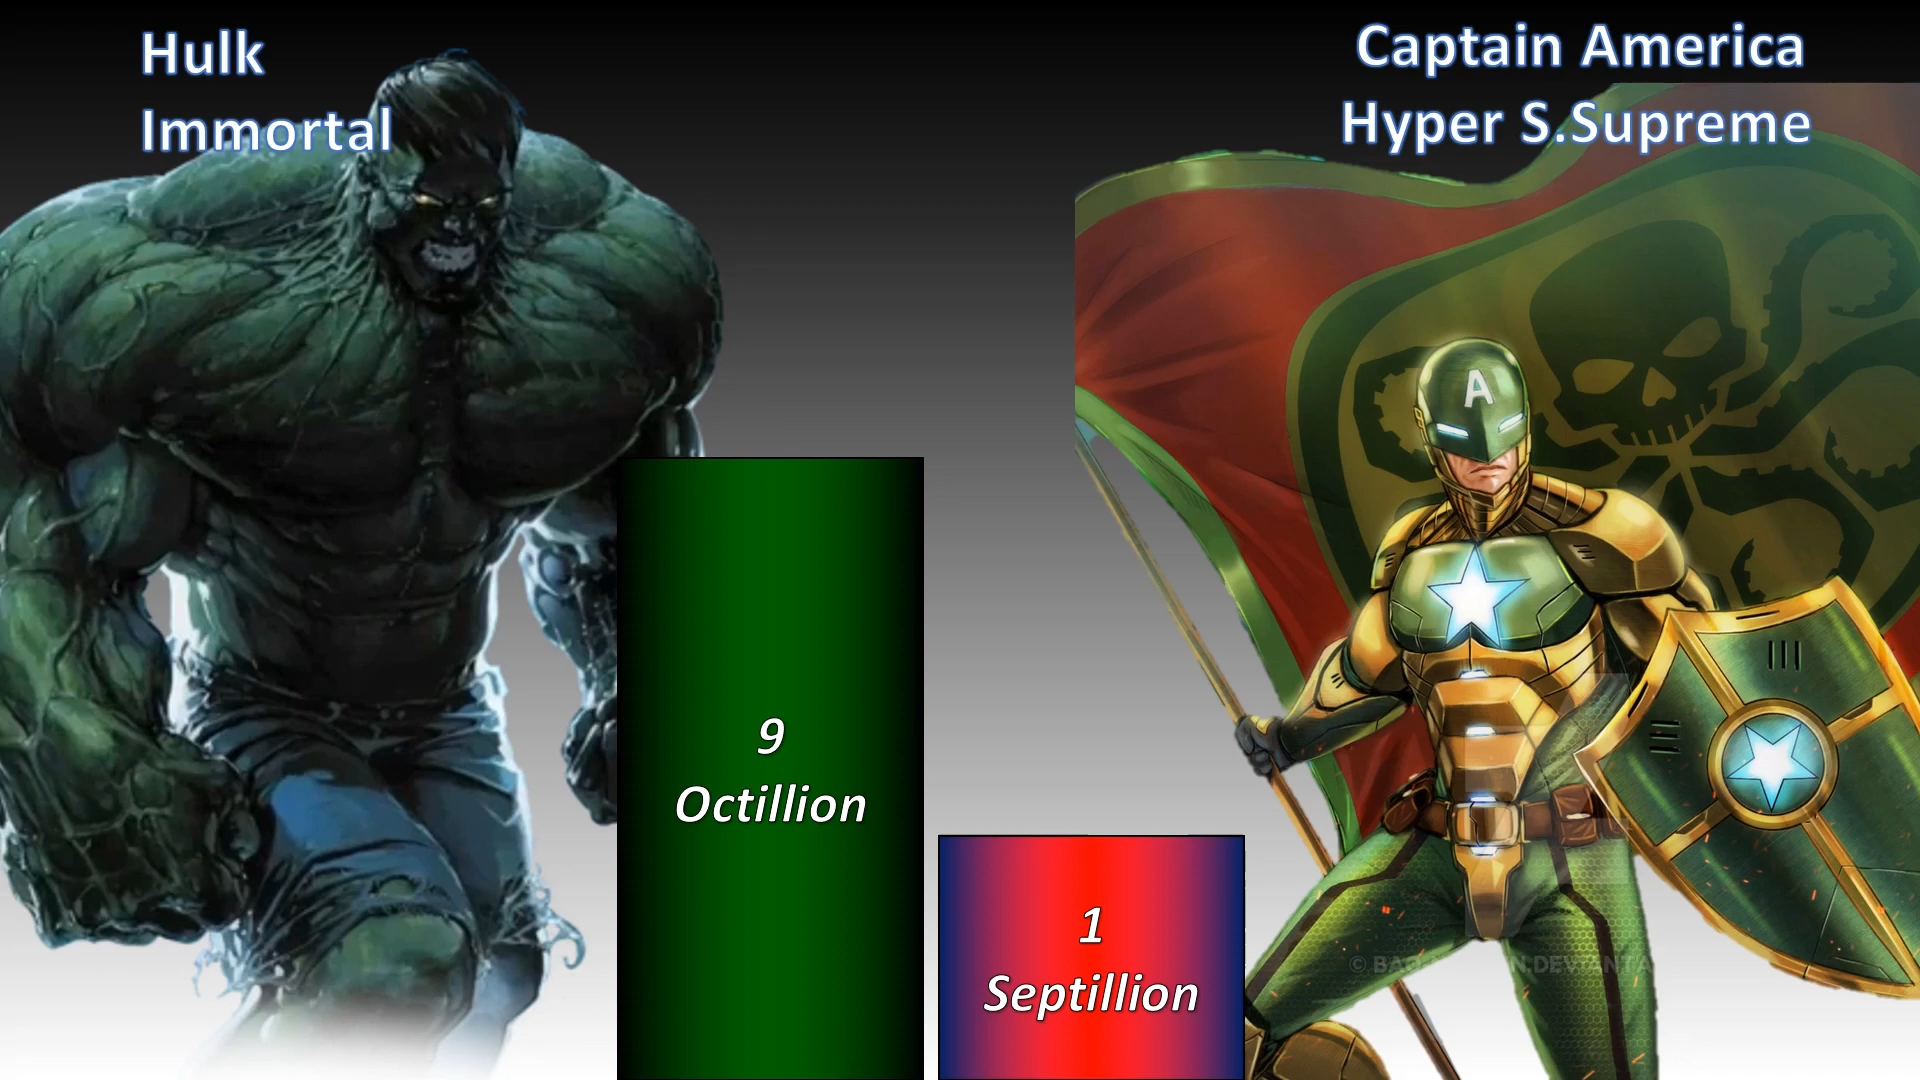 Hulk
Immortal
Captain America
Hyper S.Supreme
A
9
Octillion
1
Septillion